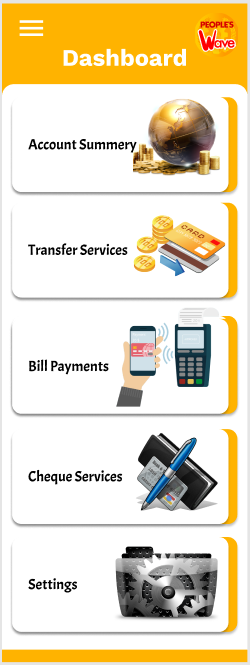 PEOPLE'S
Wave
Dashboard
Account Summery
Transfer Services
CARD
Bill Payments
Cheque Services
Settings